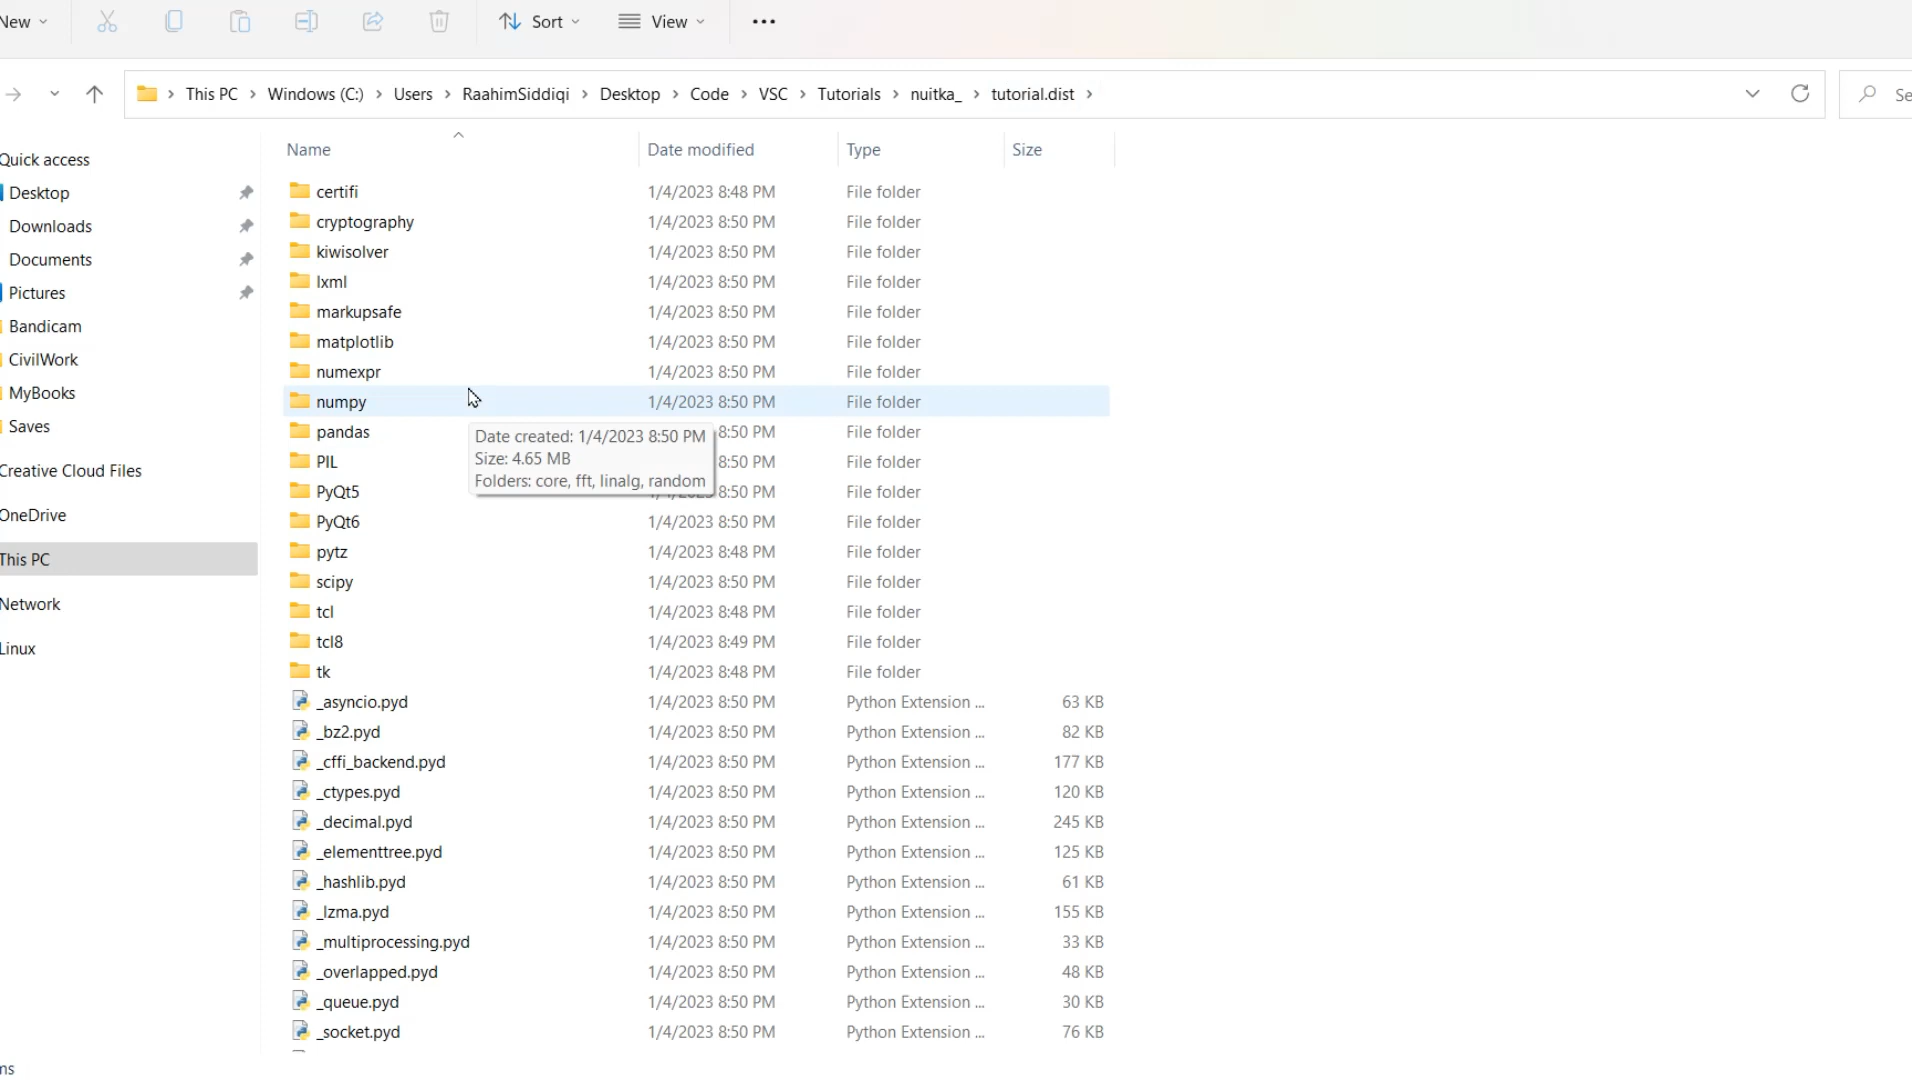 New
Sort
View
This PC > Windows (C:) > Users > RaahimSiddiqi > Desktop > Code > VSC > Tutorials > nuitka_ > tutorial.dist >
Se
Quick access
Desktop
Downloads
Documents
Pictures
Bandicam
CivilWork
MyBooks
Saves
Creative Cloud Files
OneDrive
This PC
Network
Linux
ms
Name Date modified Type Size
certifi 1/4/2023 8:48 PM File folder
cryptography 1/4/2023 8:50 PM File folder
kiwisolver 1/4/2023 8:50 PM File folder
lxml 1/4/2023 8:50 PM File folder
markupsafe 1/4/2023 8:50 PM File folder
matplotlib 1/4/2023 8:50 PM File folder
numexpr 1/4/2023 8:50 PM File folder
numpy 1/4/2023 8:50 PM File folder
pandas 8:50 PM File folder
PIL 8:50 PM File folder
PyQt5 1/4/2023 8:50 PM File folder
Date created: 1/4/2023 8:50 PM
Size: 4.65 MB
Folders: core, fft, linalg, random
PyQt6 1/4/2023 8:50 PM File folder
pytz 1/4/2023 8:48 PM File folder
scipy 1/4/2023 8:50 PM File folder
tcl 1/4/2023 8:48 PM File folder
tcl8 1/4/2023 8:49 PM File folder
tk 1/4/2023 8:48 PM File folder
_asyncio.pyd 1/4/2023 8:50 PM Python Extension ... 63 KB
_bz2.pyd 1/4/2023 8:50 PM Python Extension ... 82 KB
_cffi_backend.pyd 1/4/2023 8:50 PM Python Extension ... 177 KB
_ctypes.pyd 1/4/2023 8:50 PM Python Extension ... 120 KB
_decimal.pyd 1/4/2023 8:50 PM Python Extension ... 245 KB
_elementtree.pyd 1/4/2023 8:50 PM Python Extension ... 125 KB
_hashlib.pyd 1/4/2023 8:50 PM Python Extension ... 61 KB
_lzma.pyd 1/4/2023 8:50 PM Python Extension ... 155 KB
_multiprocessing.pyd 1/4/2023 8:50 PM Python Extension ... 33 KB
_overlapped.pyd 1/4/2023 8:50 PM Python Extension ... 48 KB
_queue.pyd 1/4/2023 8:50 PM Python Extension ... 30 KB
_socket.pyd 1/4/2023 8:50 PM Python Extension ... 76 KB